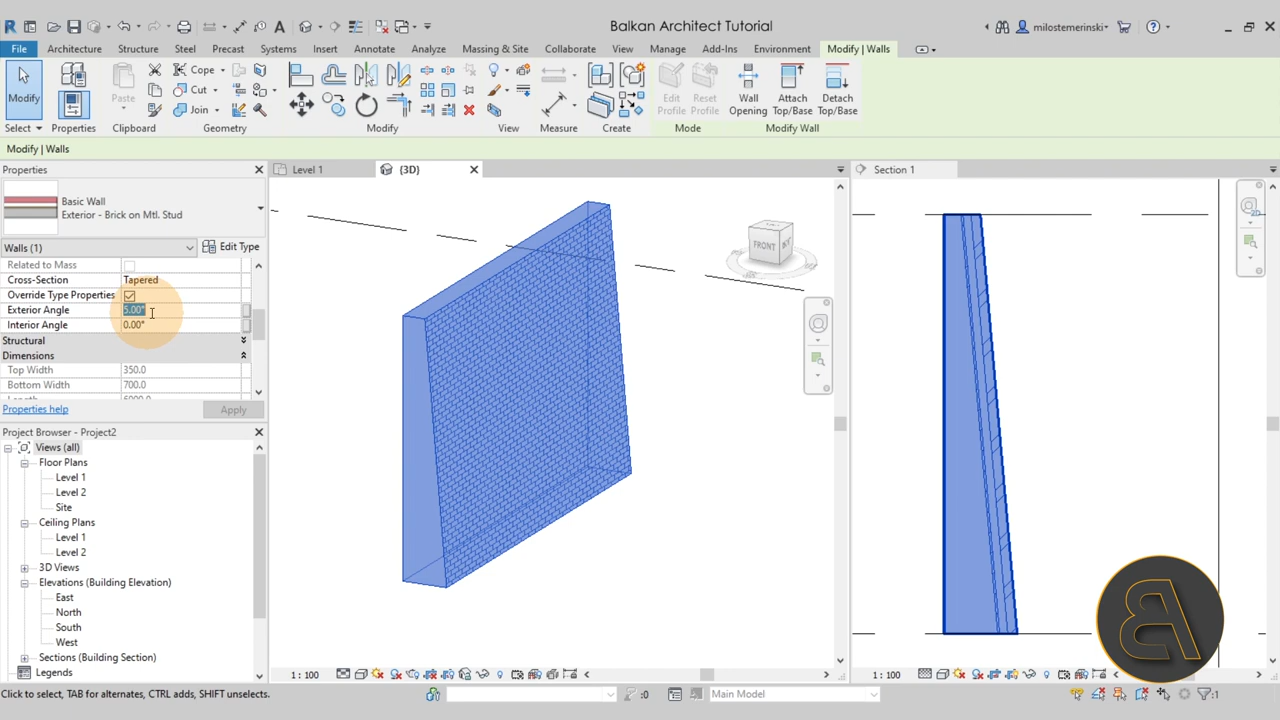 Balkan Architect Tutorial
milostemerinski
File Architecture Structure Steel Precast Systems Insert Annotate Analyze Massing & Site Collaborate View Manage Add-Ins Environment Modify | Walls
Modify
Paste
Cope
Cut
Join
Edit Profile
Reset Profile
Wall Opening
Attach Top/Base
Detach Top/Base
Select Properties Clipboard Geometry Modify View Measure Create Mode Modify Wall
Modify | Walls
Properties
Level 1
(3D)
Section 1
Basic Wall
Exterior - Brick on Mtl. Stud
Walls (1)
Edit Type
Related to Mass
Cross-Section Tapered
Override Type Properties
Exterior Angle 5.00°
Interior Angle 0.00°
Structural
Dimensions
Top Width 350.0
Bottom Width 700.0
Properties help
Apply
FRONT
Project Browser - Project2
Views (all)
Floor Plans
Level 1
Level 2
Site
Ceiling Plans
Level 1
Level 2
3D Views
Elevations (Building Elevation)
East
North
South
West
Sections (Building Section)
Legends
1 : 100
1 : 100
Click to select, TAB for alternates, CTRL adds, SHIFT unselects.
:0
Main Model
:1